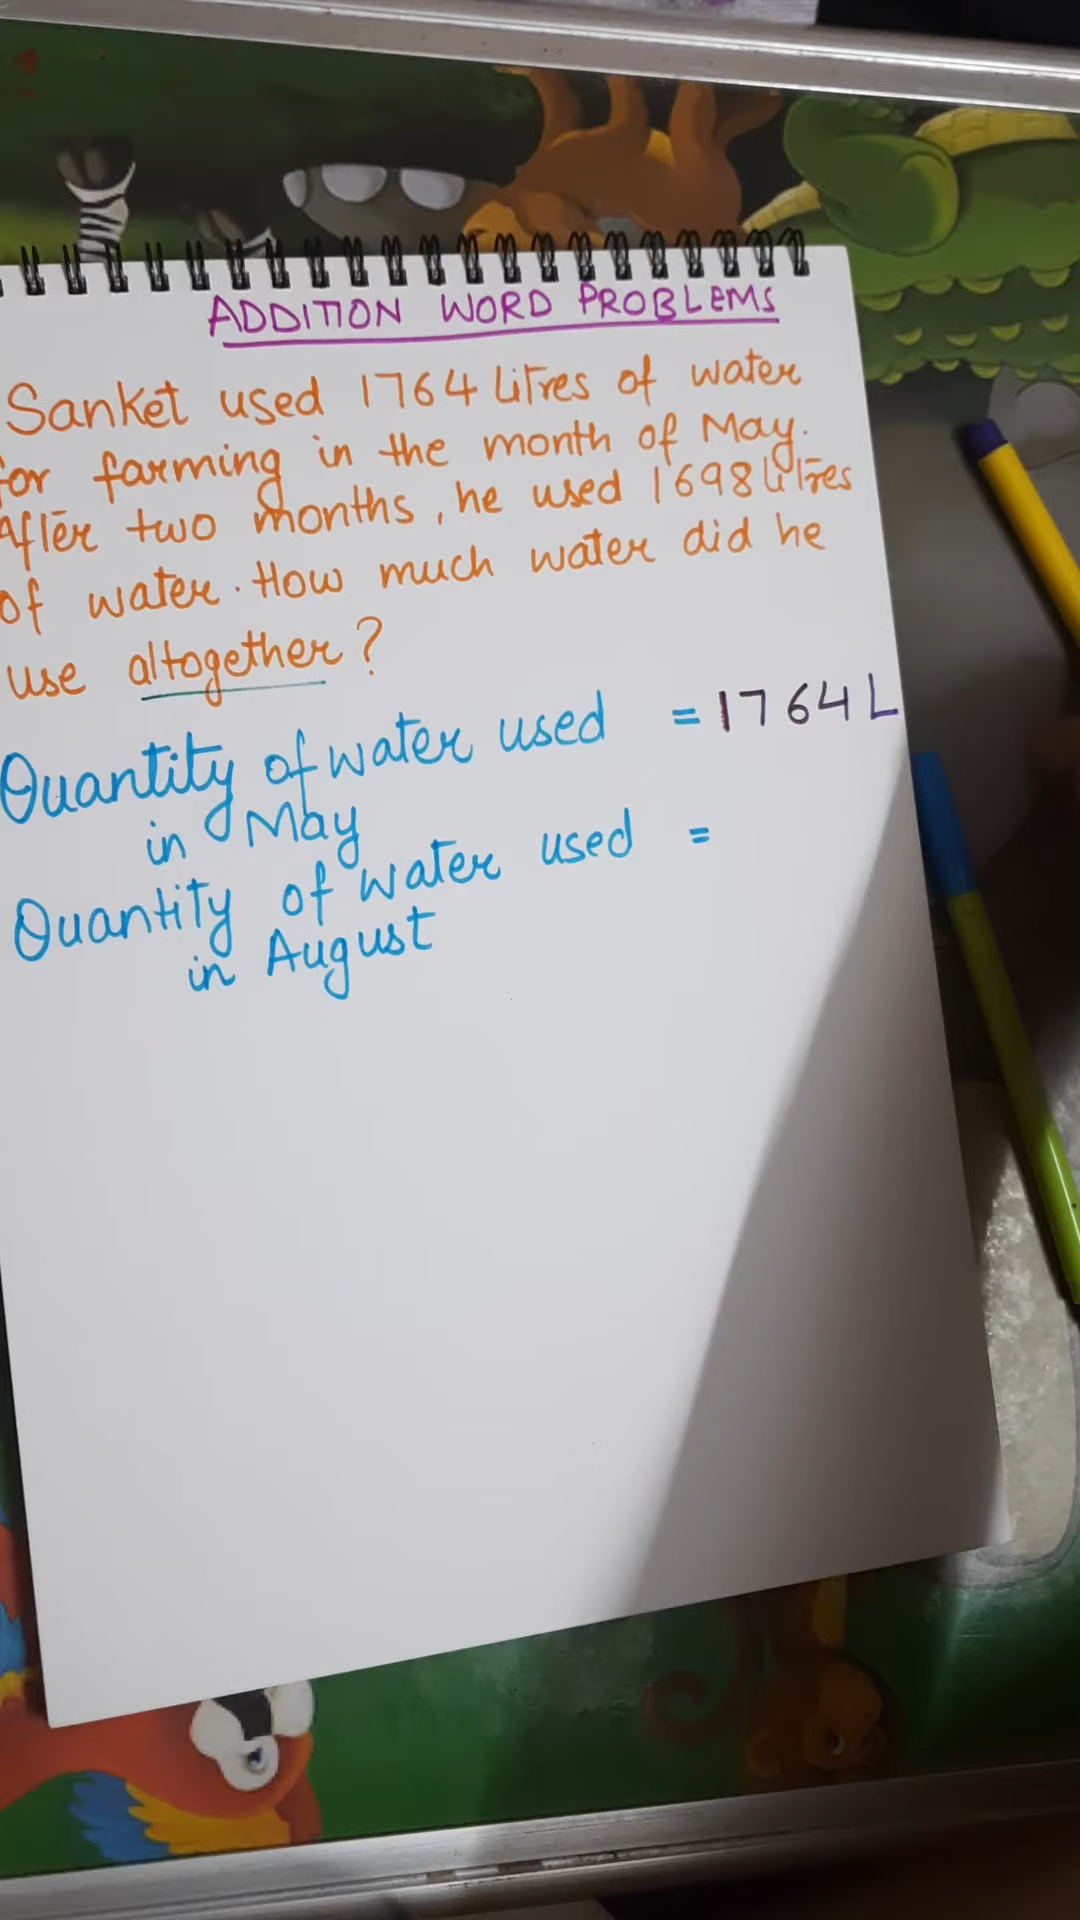 ADDITION WORD PROBLEMS
Sanket used 1764 Litres of water
for farming in the month of May.
After two months, he used 1698 Litres
of water. How much water did he
use altogether?
Quantity of water used = 1764 L
in May
Quantity of water used =
in August